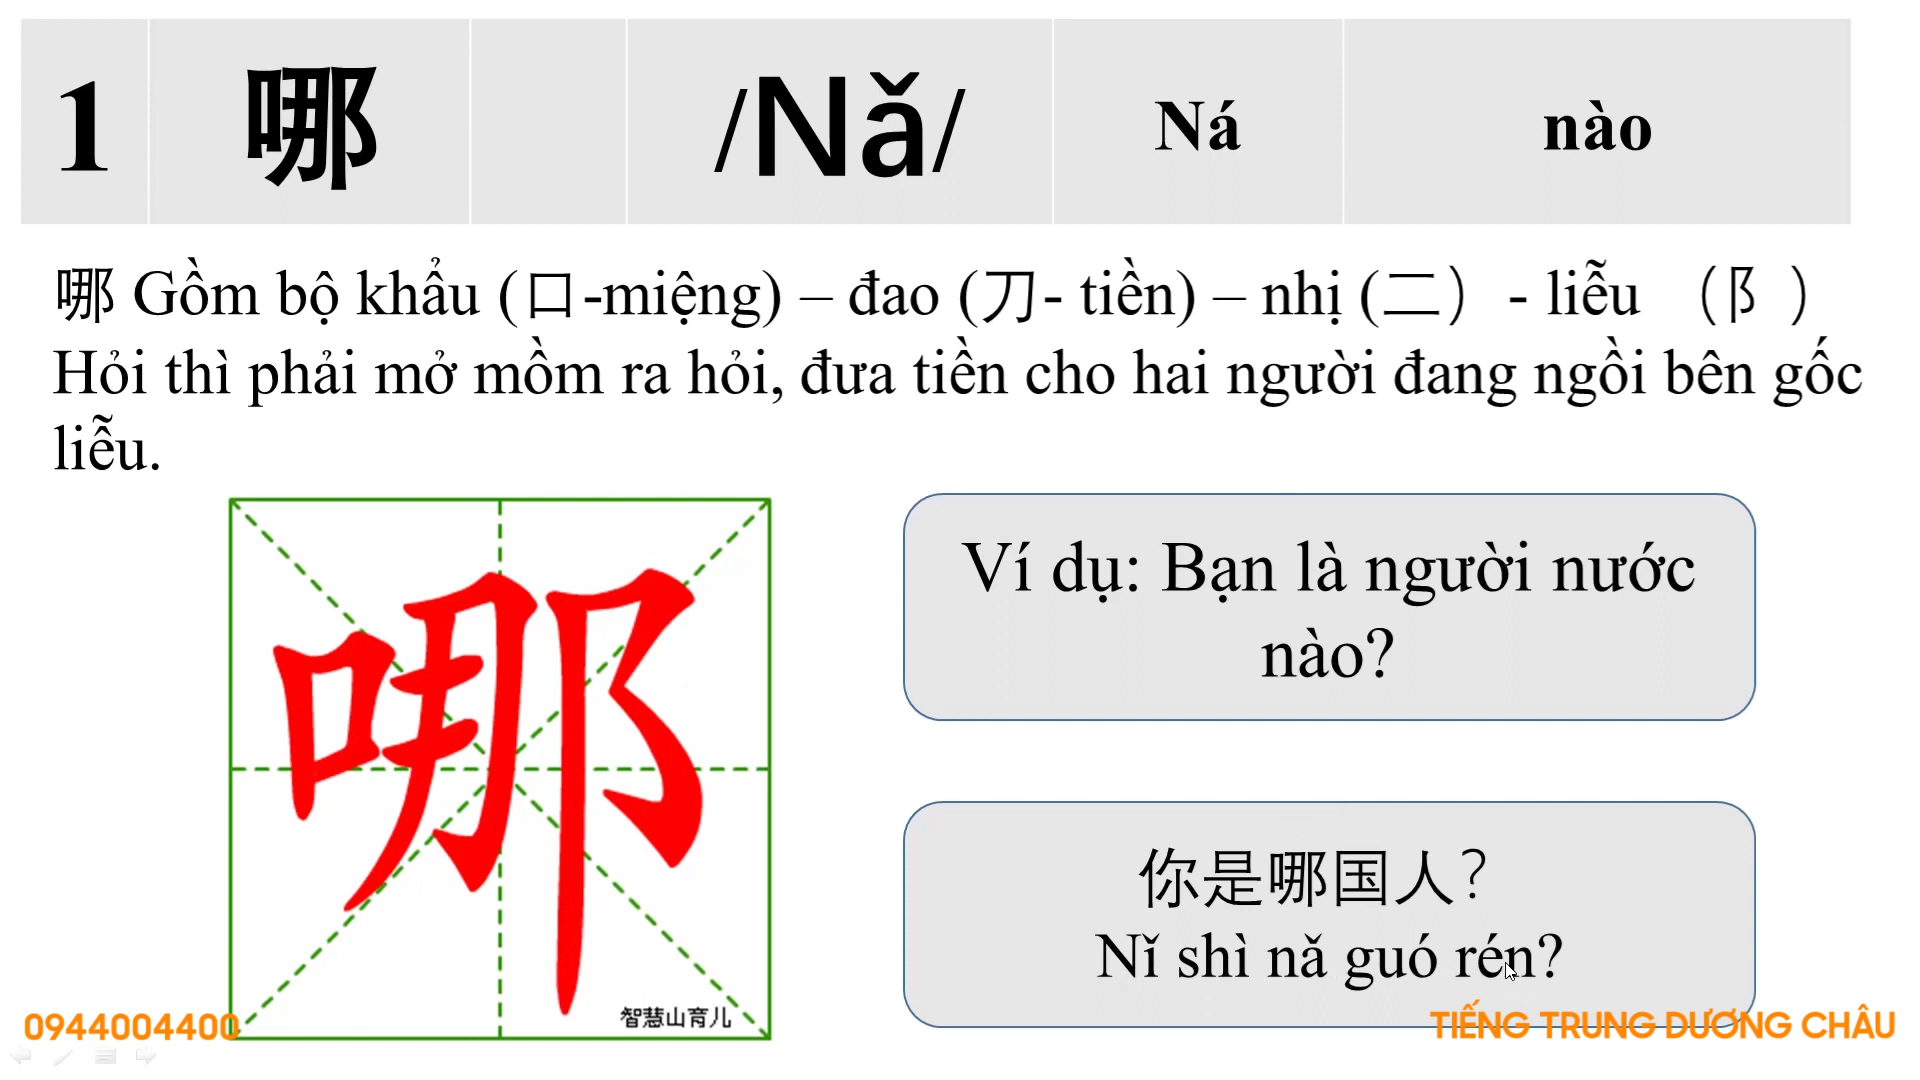 1 哪 /Nǎ/ Ná nào
哪 Gồm bộ khẩu (口-miệng) – đao (刀- tiền) – nhị (二） - liễu （阝）
Hỏi thì phải mở mồm ra hỏi, đưa tiền cho hai người đang ngồi bên gốc
liễu.
哪
智慧山育儿
Ví dụ: Bạn là người nước
nào?
你是哪国人？
Nǐ shì nǎ guó rén?
0944004400
TIẾNG TRUNG DƯƠNG CHÂU